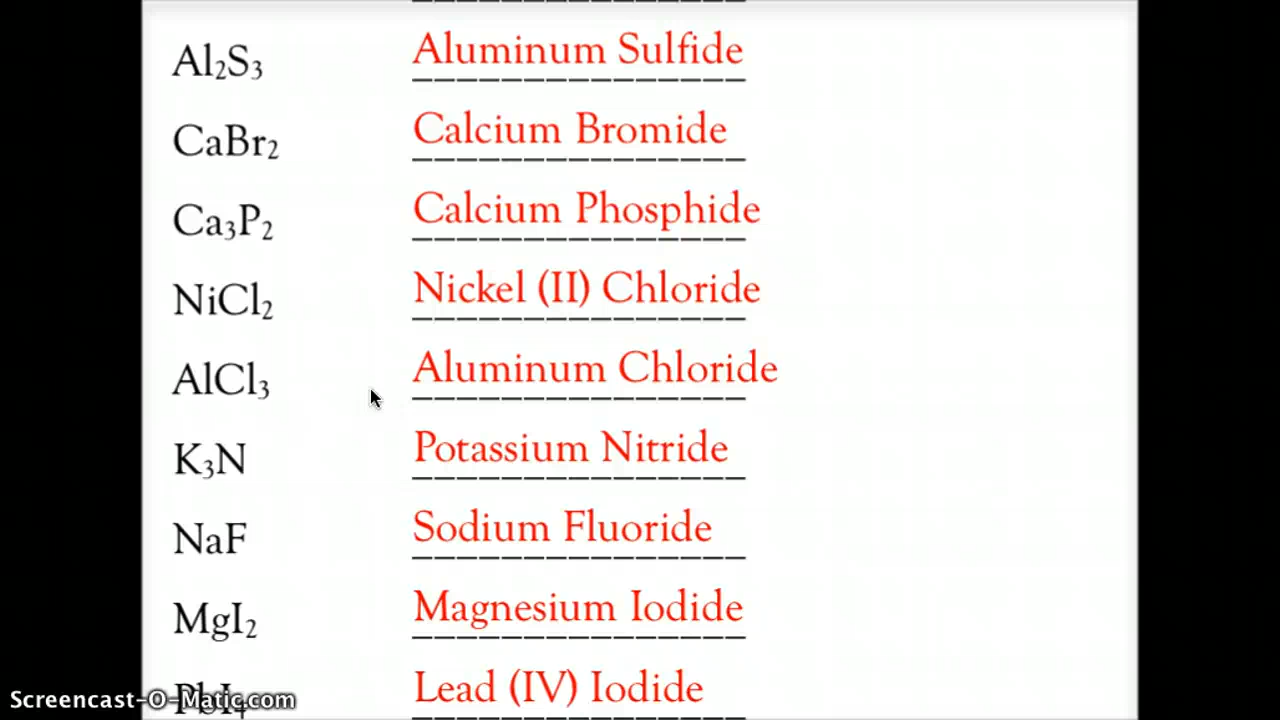 Al₂S₃ Aluminum Sulfide
CaBr₂ Calcium Bromide
Ca₃P₂ Calcium Phosphide
NiCl₂ Nickel (II) Chloride
AlCl₃ Aluminum Chloride
K₃N Potassium Nitride
NaF Sodium Fluoride
MgI₂ Magnesium Iodide
PbI₄ Lead (IV) Iodide
Screencast-O-Matic.com